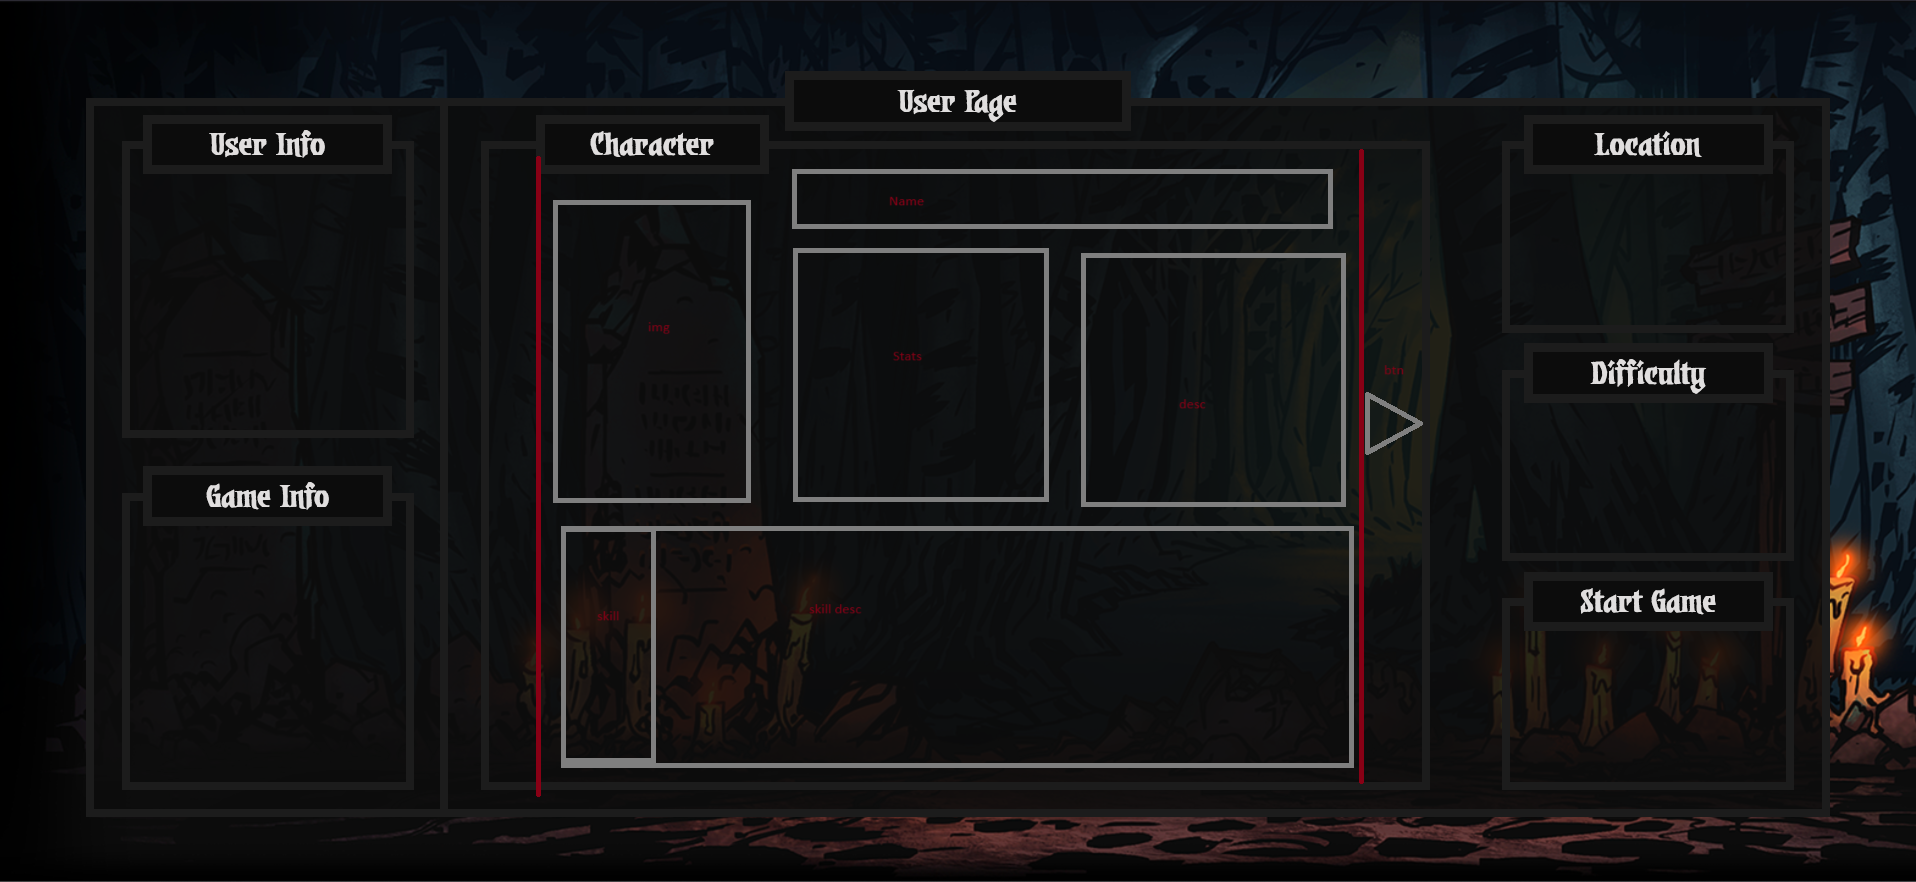 User Page
User Info
Character
Location
Name
img
Stats
desc
btn
Difficulty
Game Info
Start Game
skill
skill desc